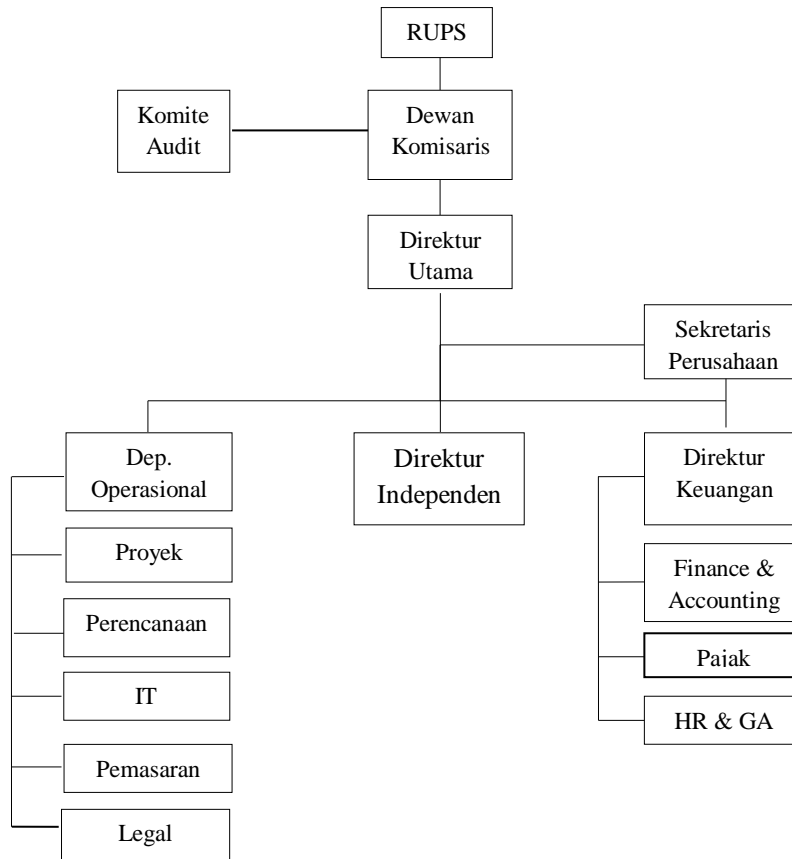 RUPS
Komite
Audit
Dewan
Komisaris
Direktur
Utama
Sekretaris
Perusahaan
Dep.
Operasional
Direktur
Independen
Direktur
Keuangan
Proyek
Perencanaan
IT
Pemasaran
Legal
Finance &
Accounting
Pajak
HR & GA